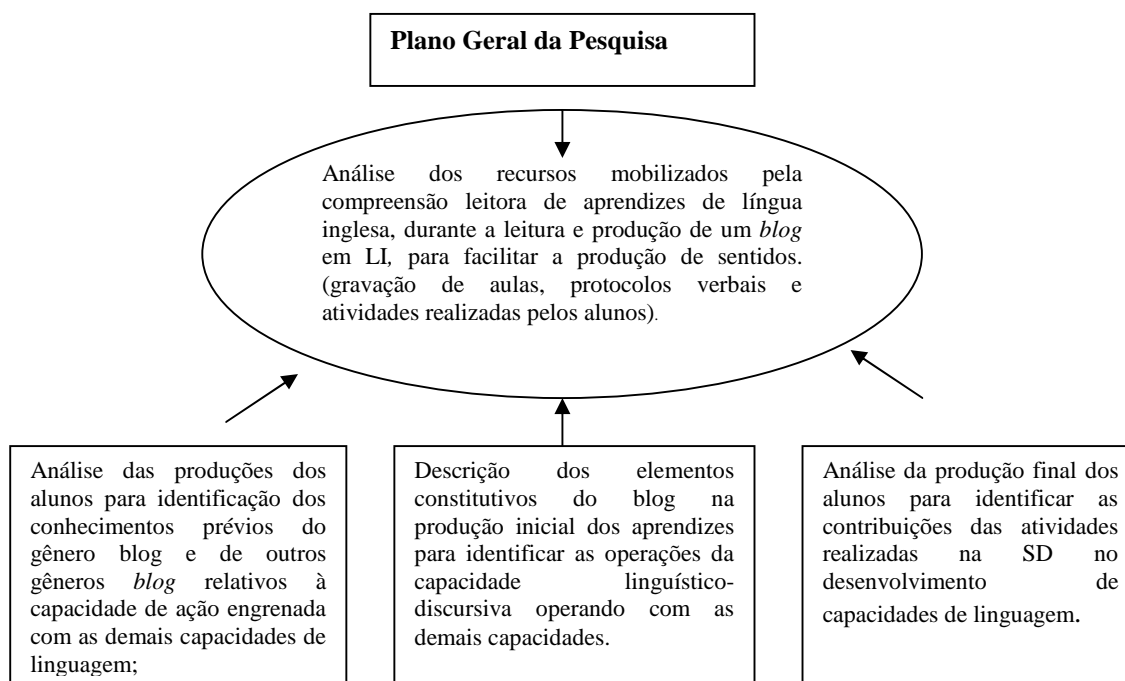 Plano Geral da Pesquisa
Análise dos recursos mobilizados pela
compreensão leitora de aprendizes de língua
inglesa, durante a leitura e produção de um blog
em LI, para facilitar a produção de sentidos.
(gravação de aulas, protocolos verbais e
atividades realizadas pelos alunos).
Análise das produções dos
alunos para identificação dos
conhecimentos prévios do
gênero blog e de outros
gêneros blog relativos à
capacidade de ação engrenada
com as demais capacidades de
linguagem;
Descrição dos elementos
constitutivos do blog na
produção inicial dos aprendizes
para identificar as operações da
capacidade linguístico-
discursiva operando com as
demais capacidades.
Análise da produção final dos
alunos para identificar as
contribuições das atividades
realizadas na SD no
desenvolvimento de
capacidades de linguagem.